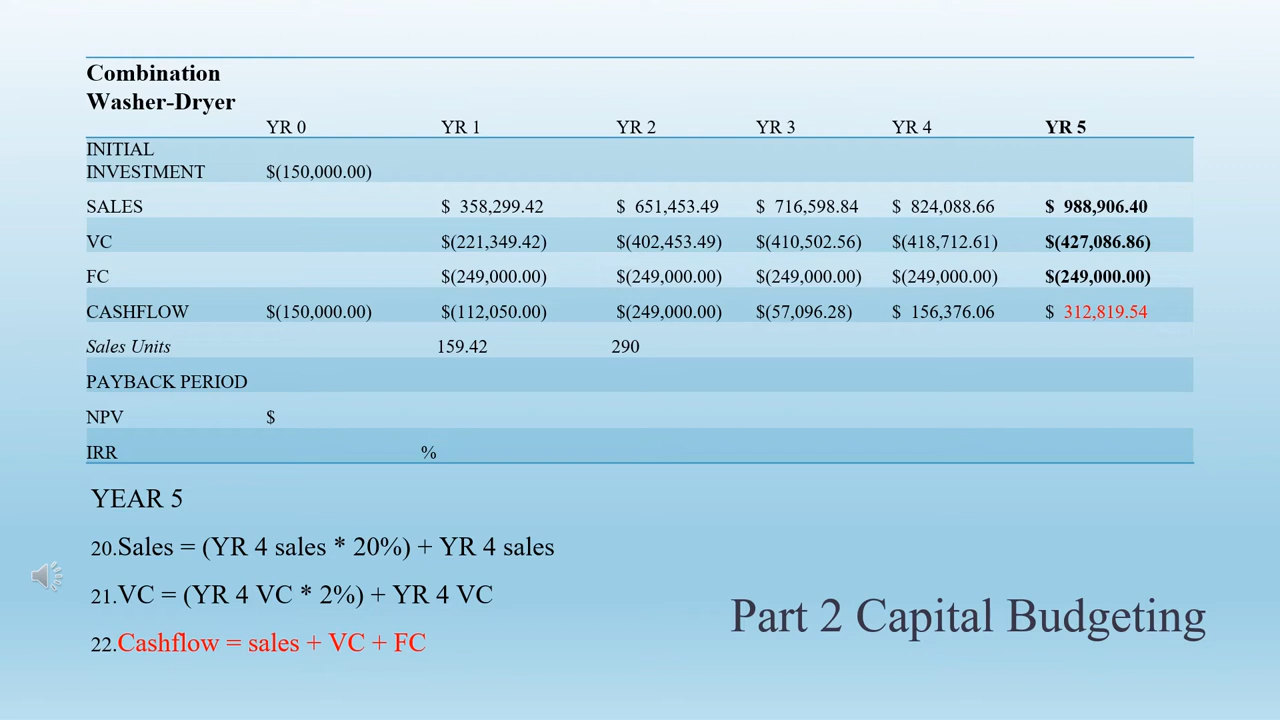 Combination
Washer-Dryer
YR 0 YR 1 YR 2 YR 3 YR 4 YR 5
INITIAL
INVESTMENT $(150,000.00)
SALES $ 358,299.42 $ 651,453.49 $ 716,598.84 $ 824,088.66 $ 988,906.40
VC $(221,349.42) $(402,453.49) $(410,502.56) $(418,712.61) $(427,086.86)
FC $(249,000.00) $(249,000.00) $(249,000.00) $(249,000.00) $(249,000.00)
CASHFLOW $(150,000.00) $(112,050.00) $(249,000.00) $(57,096.28) $ 156,376.06 $ 312,819.54
Sales Units 159.42 290
PAYBACK PERIOD
NPV $
IRR %
YEAR 5
20.Sales = (YR 4 sales * 20%) + YR 4 sales
21.VC = (YR 4 VC * 2%) + YR 4 VC
22.Cashflow = sales + VC + FC
Part 2 Capital Budgeting